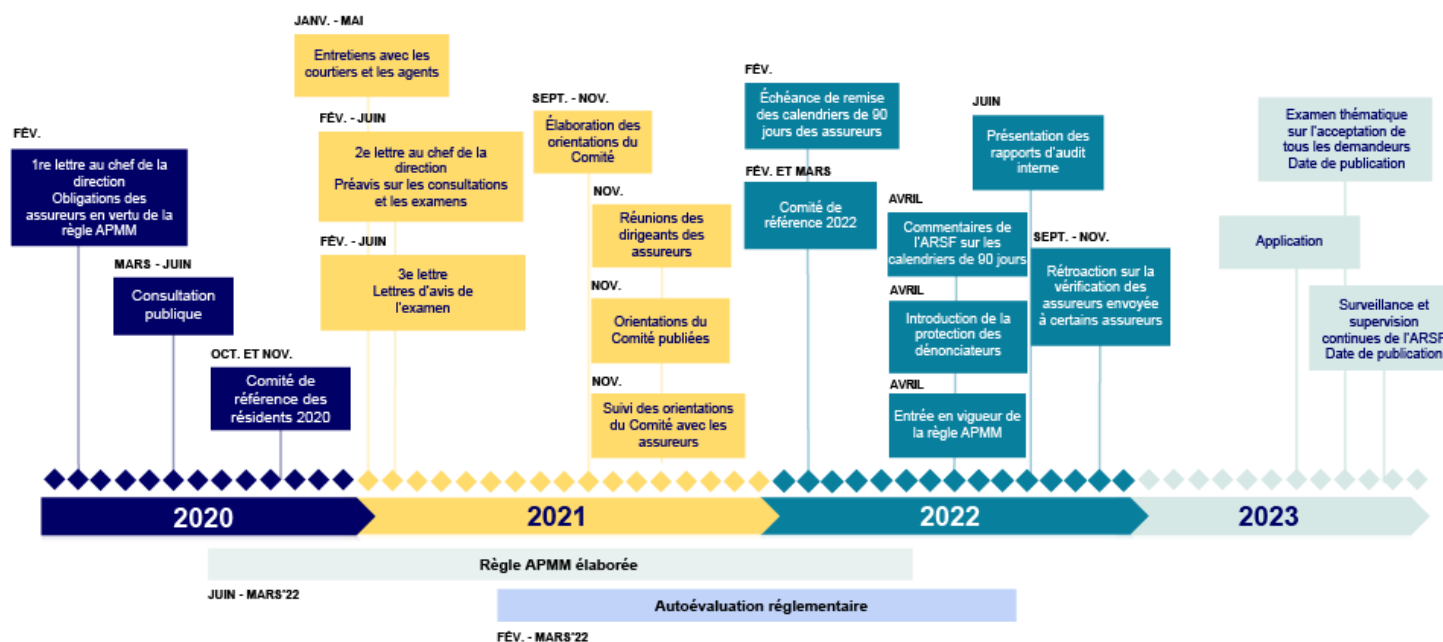 FÉV.
1re lettre au chef de la
direction
Obligations des
assureurs en vertu de la
règle APMM
MARS - JUIN
Consultation
publique
OCT. ET NOV.
Comité de
référence des
résidents 2020
JANV. - MAI
Entretiens avec les
courtiers et les agents
FÉV. - JUIN
2e lettre au chef de la
direction
Préavis sur les consultations
et les examens
FÉV. - JUIN
3e lettre
Lettres d'avis de
l'examen
SEPT. - NOV.
Élaboration des
orientations du
Comité
NOV.
Réunions des
dirigeants des
assureurs
NOV.
Orientations du
Comité publiées
NOV.
Suivi des orientations
du Comité avec les
assureurs
FÉV.
Échéance de remise
des calendriers de 90
jours des assureurs
FÉV. ET MARS
Comité de
référence 2022
AVRIL
Commentaires de
l'ARSF sur les
calendriers de 90 jours
AVRIL
Introduction de la
protection des
dénonciateurs
AVRIL
Entrée en vigueur de
la règle APMM
JUIN
Présentation des
rapports d'audit
interne
SEPT. - NOV.
Rétroaction sur la
vérification des
assureurs envoyée
à certains assureurs
Examen thématique
sur l'acceptation de
tous les demandeurs
Date de publication
Application
Surveillance et
supervision
continues de l'ARSF
Date de publication
2020
2021
2022
2023
Règle APMM élaborée
JUIN - MARS'22
Autoévaluation réglementaire
FÉV. - MARS'22